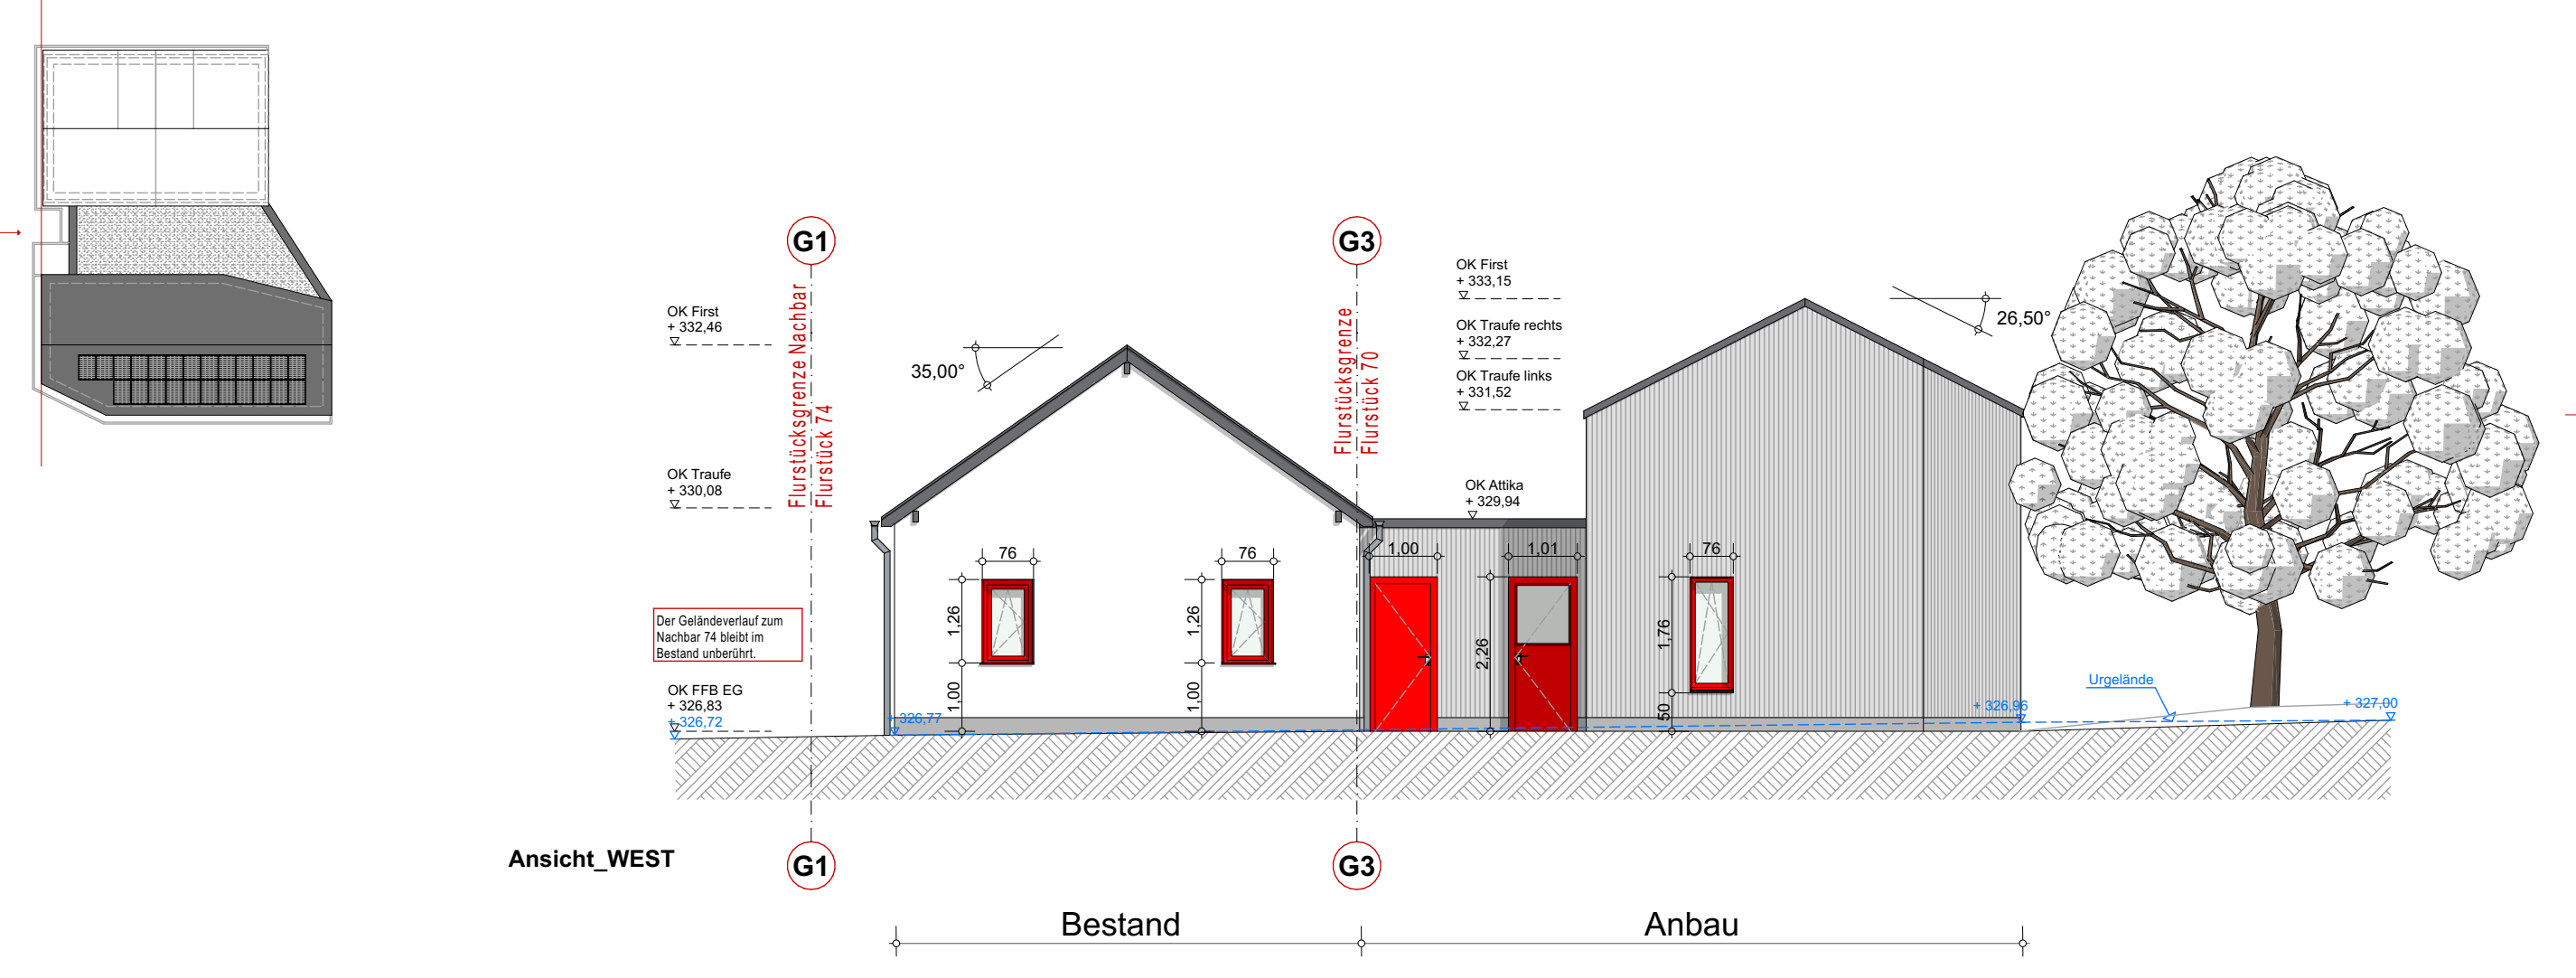 G1
G3
Flurstücksgrenze Nachbar
Flurstück 74
Flurstücksgrenze
Flurstück 70
OK First
+ 332,46
OK Traufe
+ 330,08
35,00°
OK First
+ 333,15
OK Traufe rechts
+ 332,27
OK Traufe links
+ 331,52
26,50°
OK Attika
+ 329,94
76
76
1,00
1,01
76
1,26
1,00
1,26
1,00
2,26
1,76
50
Der Geländeverlauf zum
Nachbar 74 bleibt im
Bestand unberührt.
OK FFB EG
+ 326,83
+ 326,72
+ 326,77
+ 326,96
Urgelände
+ 327,00
Ansicht_WEST
G1
G3
Bestand
Anbau